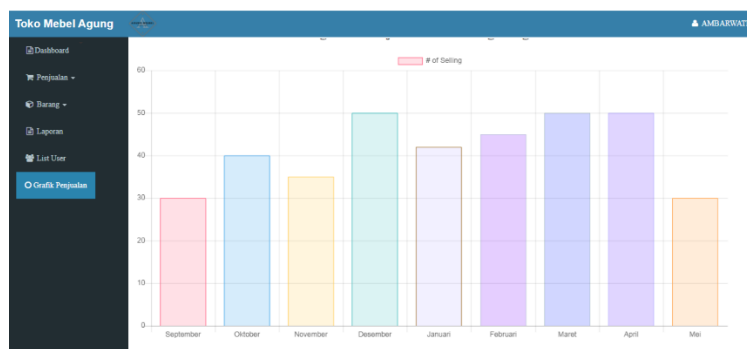 Toko Mebel Agung
AMBARWAT
Dashboard
Penjualan
Barang
Laporan
List User
Grafik Penjualan
# of Selling
60
50
40
30
20
10
0
September Oktober November Desember Januari Februari Maret April Mei